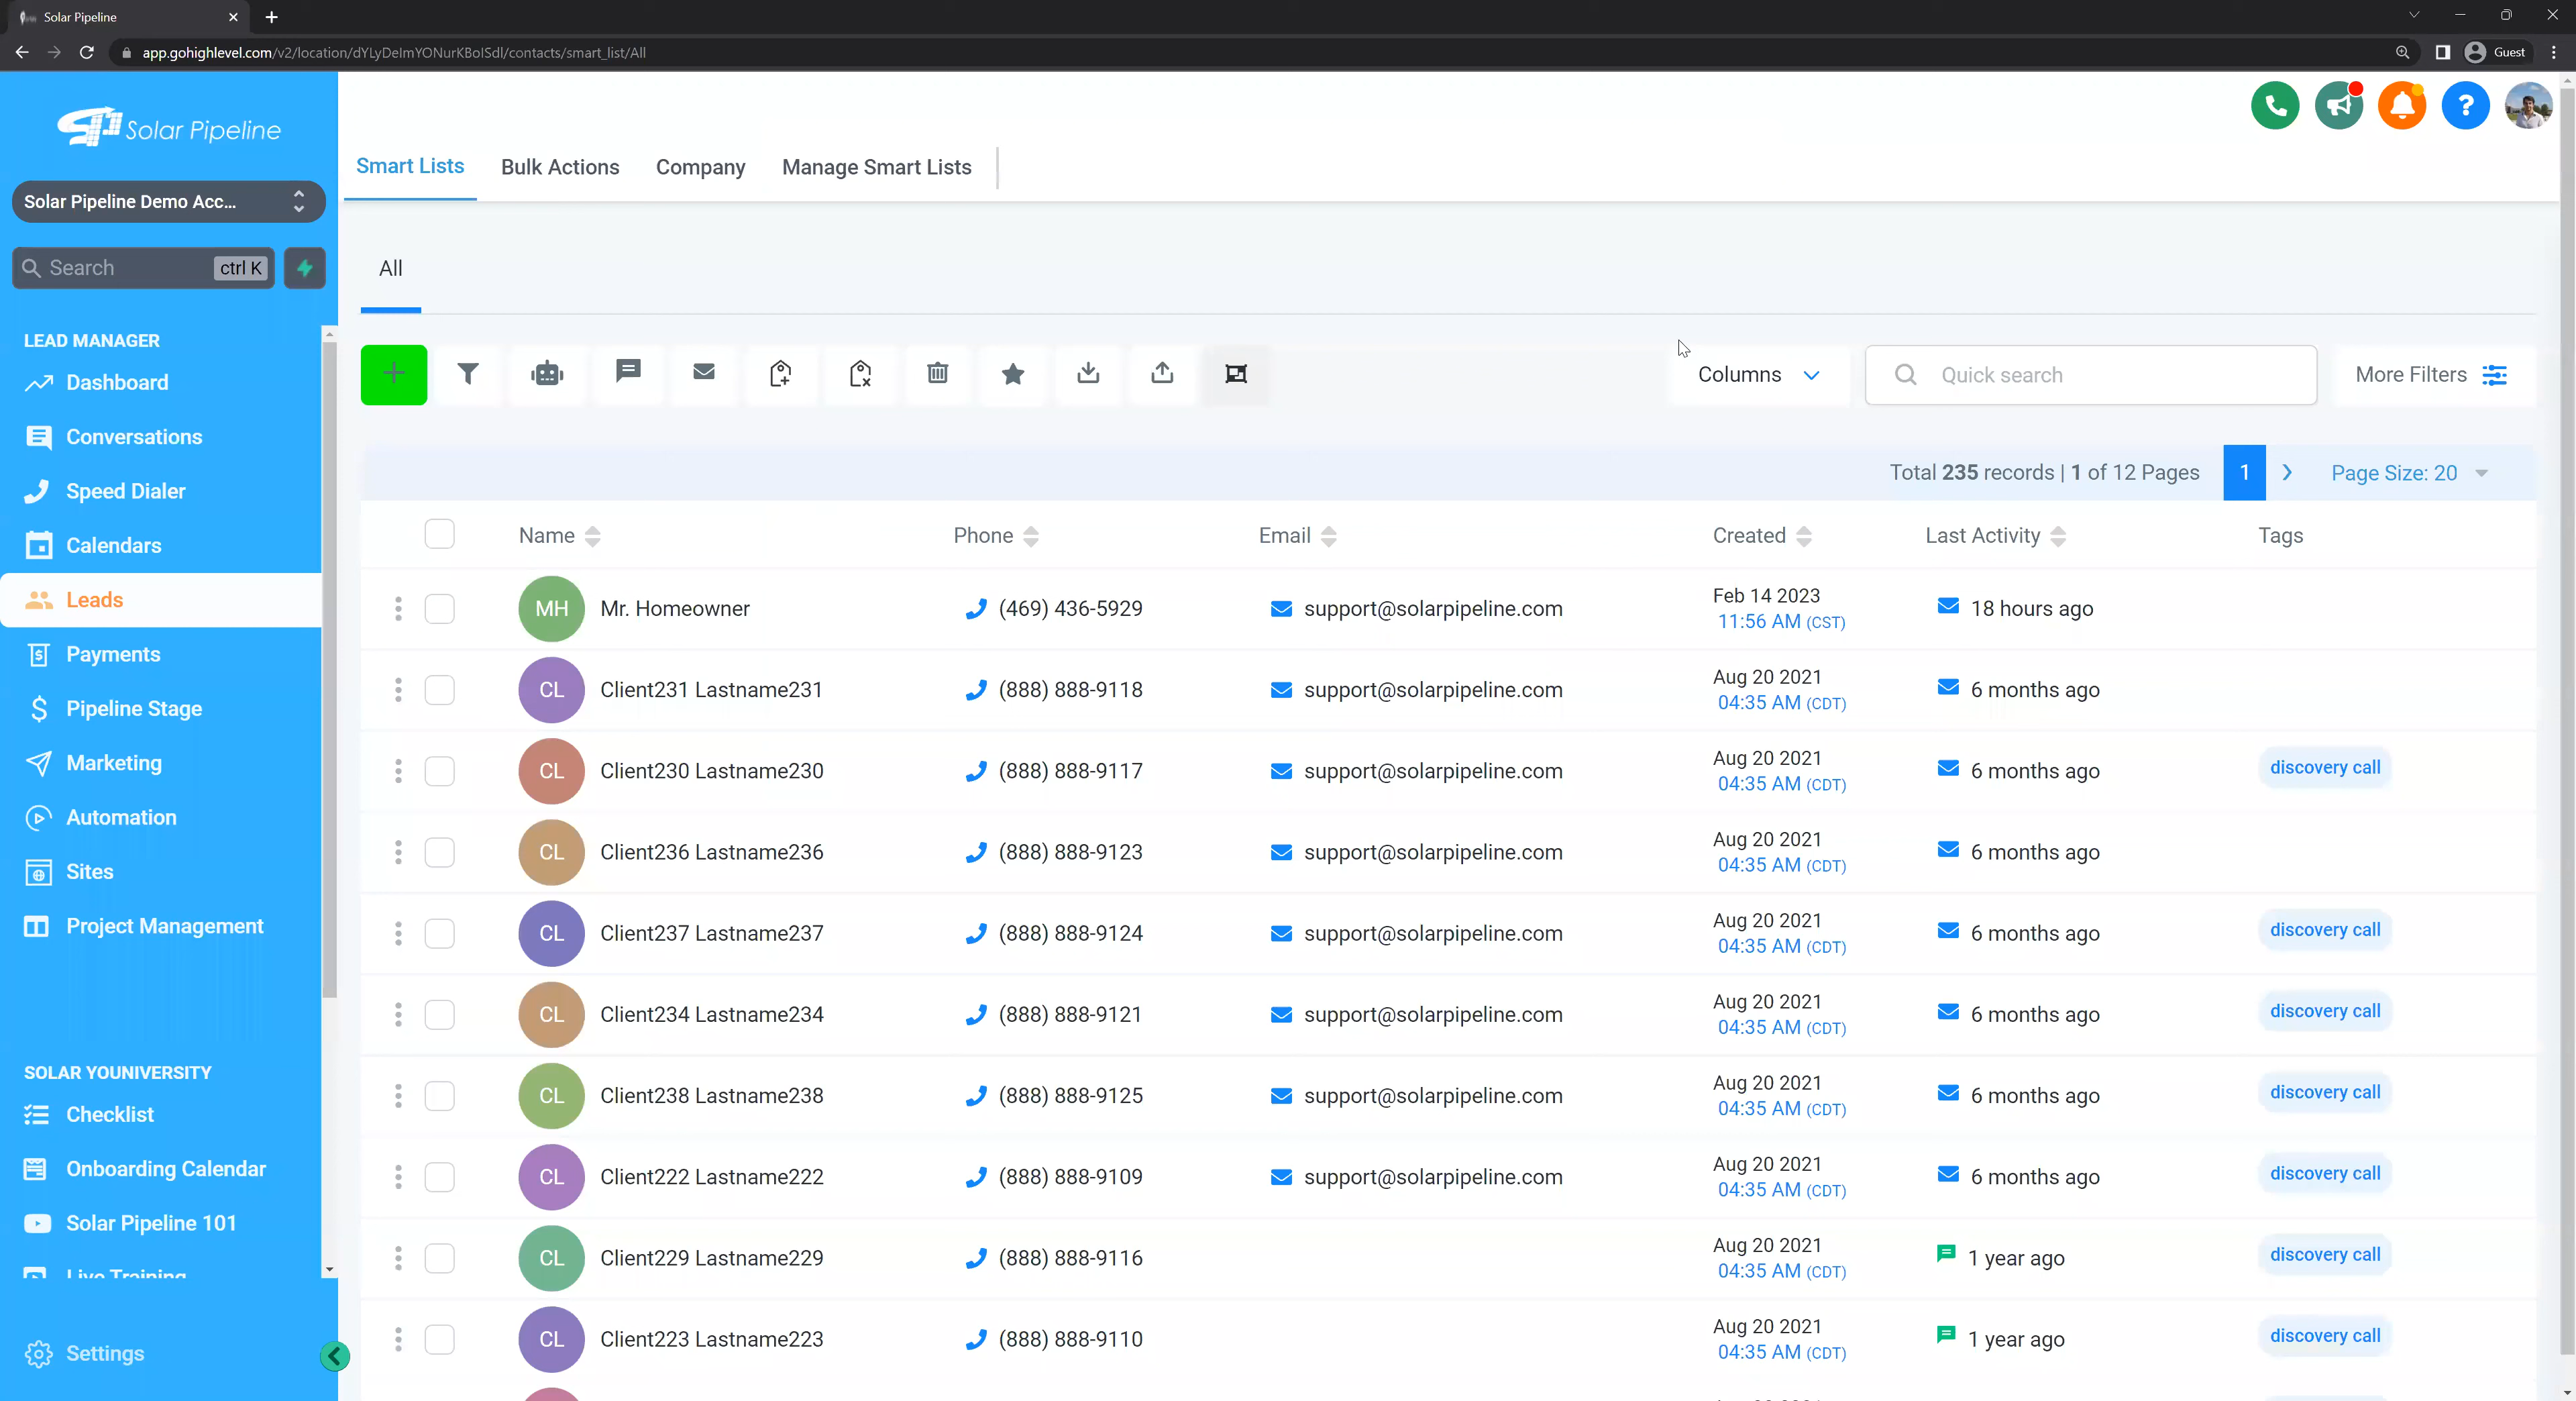 Solar Pipeline
app.gohighlevel.com/v2/location/dYLyDeImYONurKBoISdl/contacts/smart_list/All
Guest
Solar Pipeline
Solar Pipeline Demo Acc...
Search ctrl K
LEAD MANAGER
Dashboard
Conversations
Speed Dialer
Calendars
Leads
Payments
Pipeline Stage
Marketing
Automation
Sites
Project Management
SOLAR YOUNIVERSITY
Checklist
Onboarding Calendar
Solar Pipeline 101
Live Training
Settings
Smart Lists Bulk Actions Company Manage Smart Lists
?
All
Columns Quick search More Filters
Total 235 records | 1 of 12 Pages 1 Page Size: 20
Name Phone Email Created Last Activity Tags
MH Mr. Homeowner (469) 436-5929 support@solarpipeline.com Feb 14 2023 18 hours ago
11:56 AM (CST)
CL Client231 Lastname231 (888) 888-9118 support@solarpipeline.com Aug 20 2021 6 months ago
04:35 AM (CDT)
CL Client230 Lastname230 (888) 888-9117 support@solarpipeline.com Aug 20 2021 6 months ago discovery call
04:35 AM (CDT)
CL Client236 Lastname236 (888) 888-9123 support@solarpipeline.com Aug 20 2021 6 months ago
04:35 AM (CDT)
CL Client237 Lastname237 (888) 888-9124 support@solarpipeline.com Aug 20 2021 6 months ago discovery call
04:35 AM (CDT)
CL Client234 Lastname234 (888) 888-9121 support@solarpipeline.com Aug 20 2021 6 months ago discovery call
04:35 AM (CDT)
CL Client238 Lastname238 (888) 888-9125 support@solarpipeline.com Aug 20 2021 6 months ago discovery call
04:35 AM (CDT)
CL Client222 Lastname222 (888) 888-9109 support@solarpipeline.com Aug 20 2021 6 months ago discovery call
04:35 AM (CDT)
CL Client229 Lastname229 (888) 888-9116 Aug 20 2021 1 year ago discovery call
04:35 AM (CDT)
CL Client223 Lastname223 (888) 888-9110 Aug 20 2021 1 year ago discovery call
04:35 AM (CDT)